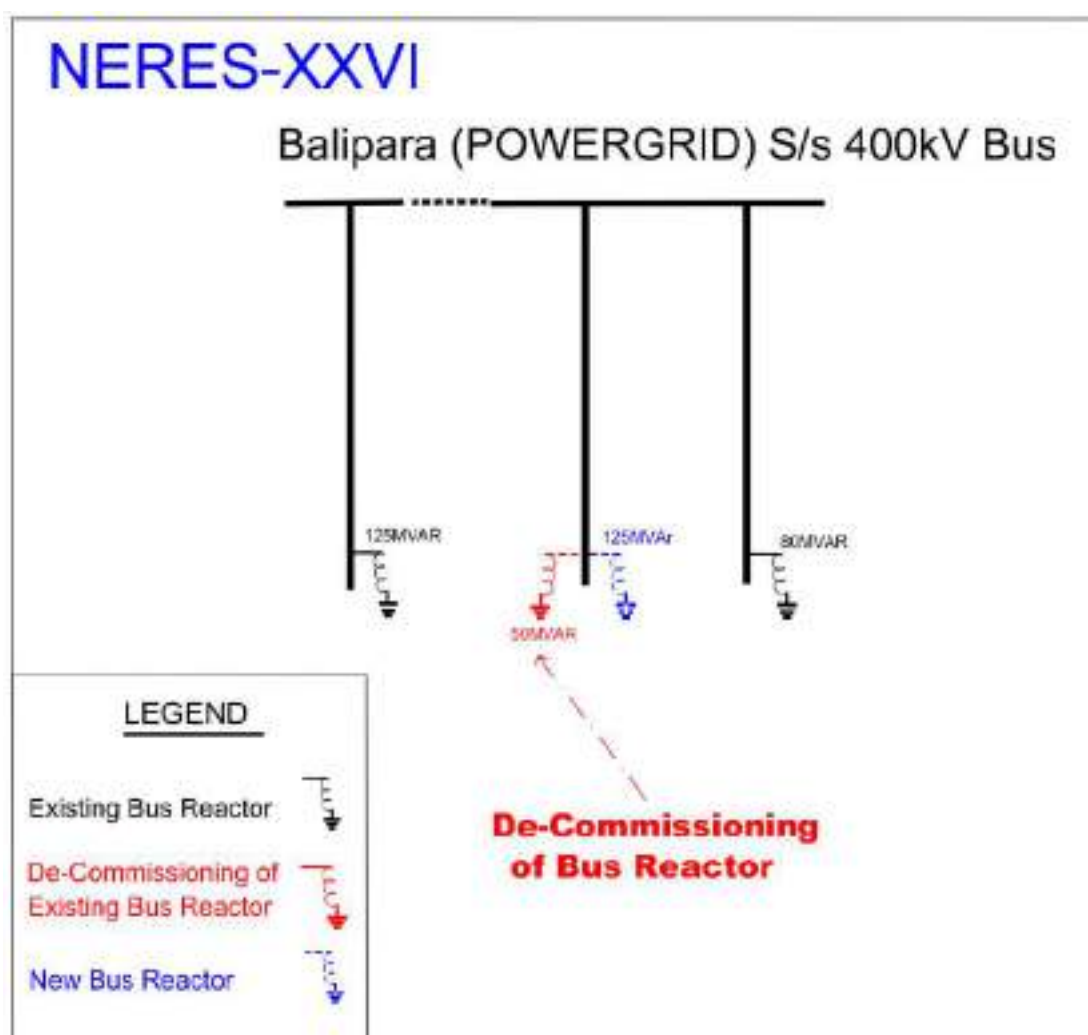 NERES-XXVI
Balipara (POWERGRID) S/s 400kV Bus
125MVAR
125MVAr
80MVAR
50MVAR
De-Commissioning
of Bus Reactor
LEGEND
Existing Bus Reactor
De-Commissioning of
Existing Bus Reactor
New Bus Reactor